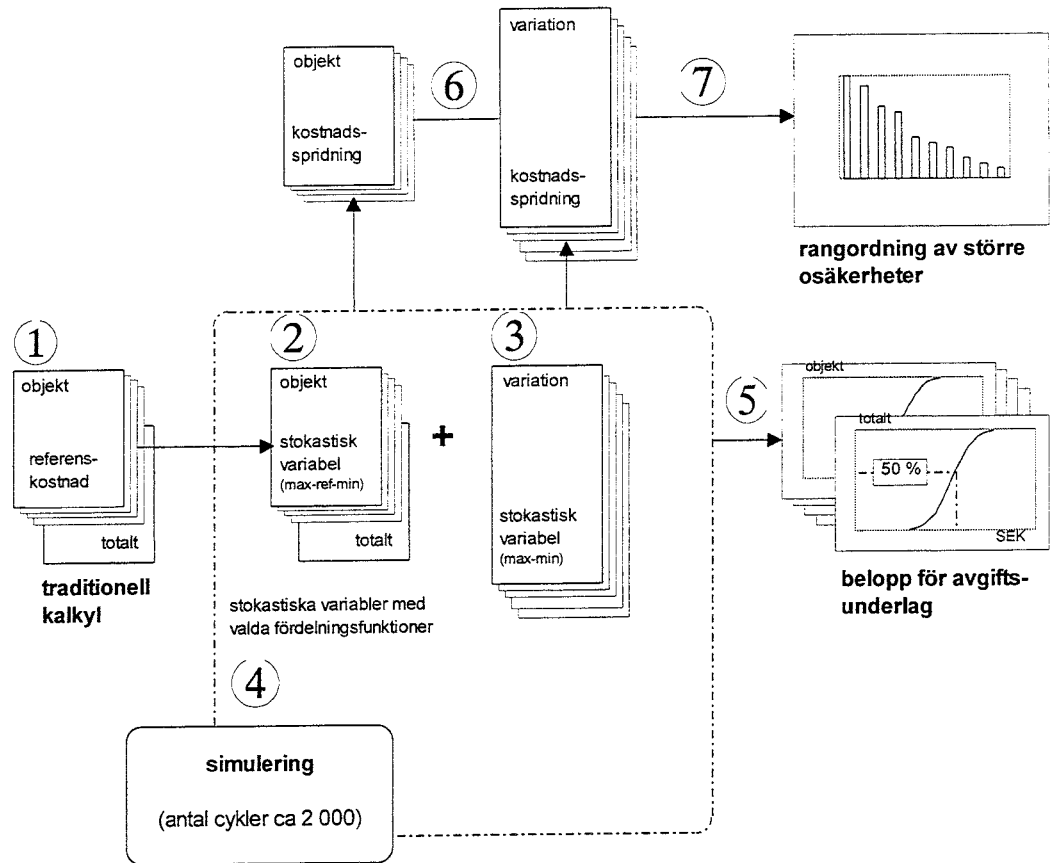 objekt
kostnads-
spridning
6
variation
kostnads-
spridning
7
rangordning av större
osäkerheter
1
objekt
referens-
kostnad
totalt
traditionell
kalkyl
2
objekt
stokastisk
variabel
(max-ref-min)
totalt
+
3
variation
stokastisk
variabel
(max-min)
stokastiska variabler med
valda fördelningsfunktioner
4
simulering
(antal cykler ca 2 000)
5
objekt
totalt
50 %
SEK
belopp för avgifts-
underlag